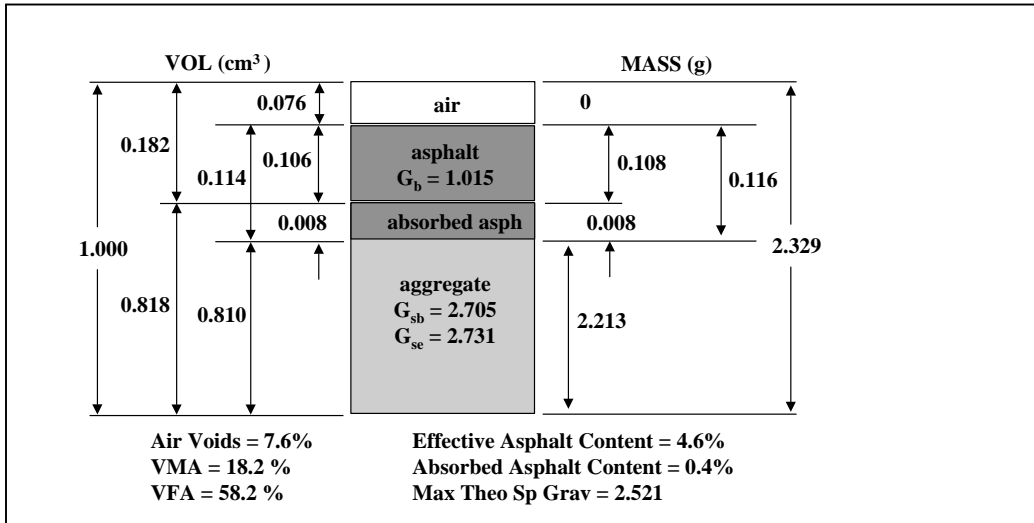 VOL (cm³ )
MASS (g)
air
0
0.076
0.182
0.106
0.114
asphalt
G_b = 1.015
0.108
0.116
absorbed asph
0.008
0.008
1.000
2.329
0.818
0.810
aggregate
G_sb = 2.705
G_se = 2.731
2.213
Air Voids = 7.6%
VMA = 18.2 %
VFA = 58.2 %
Effective Asphalt Content = 4.6%
Absorbed Asphalt Content = 0.4%
Max Theo Sp Grav = 2.521